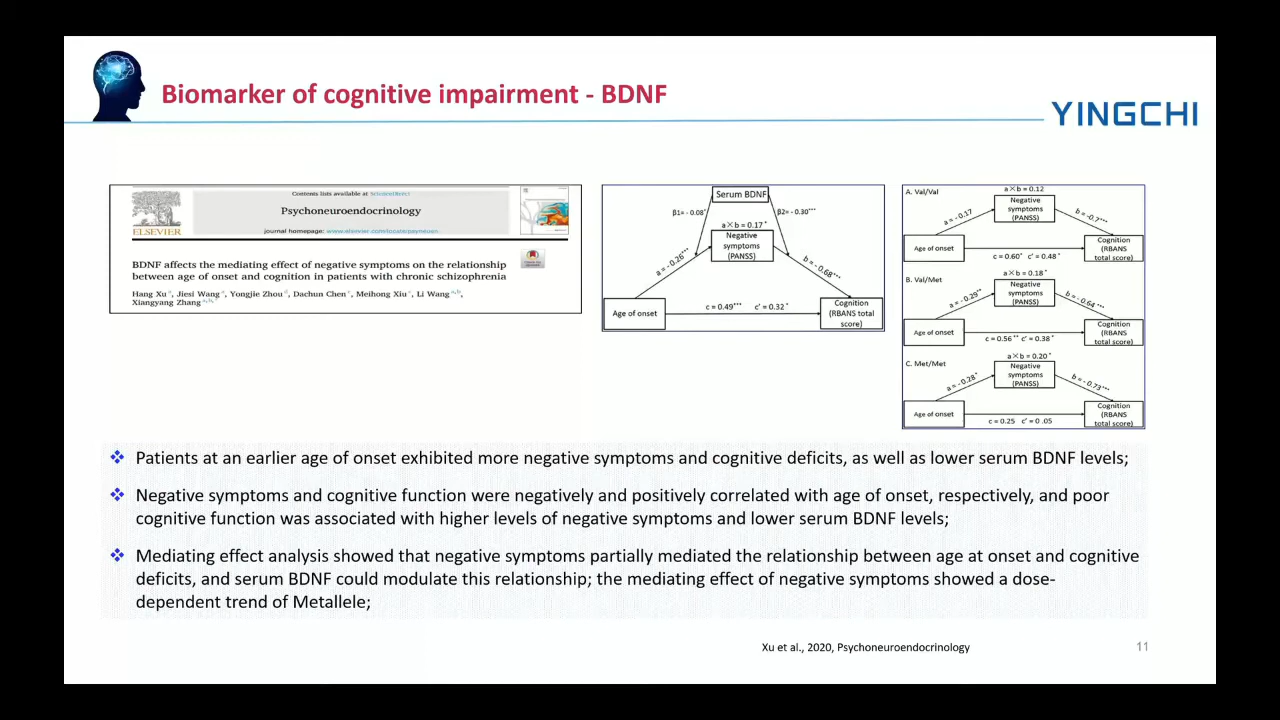 Biomarker of cognitive impairment - BDNF
YINGCHI
Contents lists available at ScienceDirect
Psychoneuroendocrinology
journal homepage: www.elsevier.com/locate/psyneuen
ELSEVIER
BDNF affects the mediating effect of negative symptoms on the relationship
between age of onset and cognition in patients with chronic schizophrenia
Hang Xu, Jiesi Wang, Yongjie Zhou, Dachun Chen, Meihong Xiu, Li Wang,
Xiangyang Zhang
Serum BDNF
β1= - 0.08*
β2= - 0.30***
a×b = 0.17*
Negative
symptoms
(PANSS)
a = - 0.26***
b = - 0.68***
Age of onset
c = 0.49*** c' = 0.32*
Cognition
(RBANS total
score)
A. Val/Val
a×b = 0.12
Negative
symptoms
(PANSS)
a = - 0.17
b = - 0.7***
Age of onset
c = 0.60* c' = 0.48*
Cognition
(RBANS total
score)
B. Val/Met
a×b = 0.18*
Negative
symptoms
(PANSS)
a = - 0.29**
b = - 0.64***
Age of onset
c = 0.56** c' = 0.38*
Cognition
(RBANS
total score)
C. Met/Met
a×b = 0.20*
Negative
symptoms
(PANSS)
a = - 0.28*
b = - 0.73***
Age of onset
c = 0.25 c' = 0.05
Cognition
(RBANS
total score)
❖ Patients at an earlier age of onset exhibited more negative symptoms and cognitive deficits, as well as lower serum BDNF levels;
❖ Negative symptoms and cognitive function were negatively and positively correlated with age of onset, respectively, and poor
cognitive function was associated with higher levels of negative symptoms and lower serum BDNF levels;
❖ Mediating effect analysis showed that negative symptoms partially mediated the relationship between age at onset and cognitive
deficits, and serum BDNF could modulate this relationship; the mediating effect of negative symptoms showed a dose-
dependent trend of Metallele;
Xu et al., 2020, Psychoneuroendocrinology
11